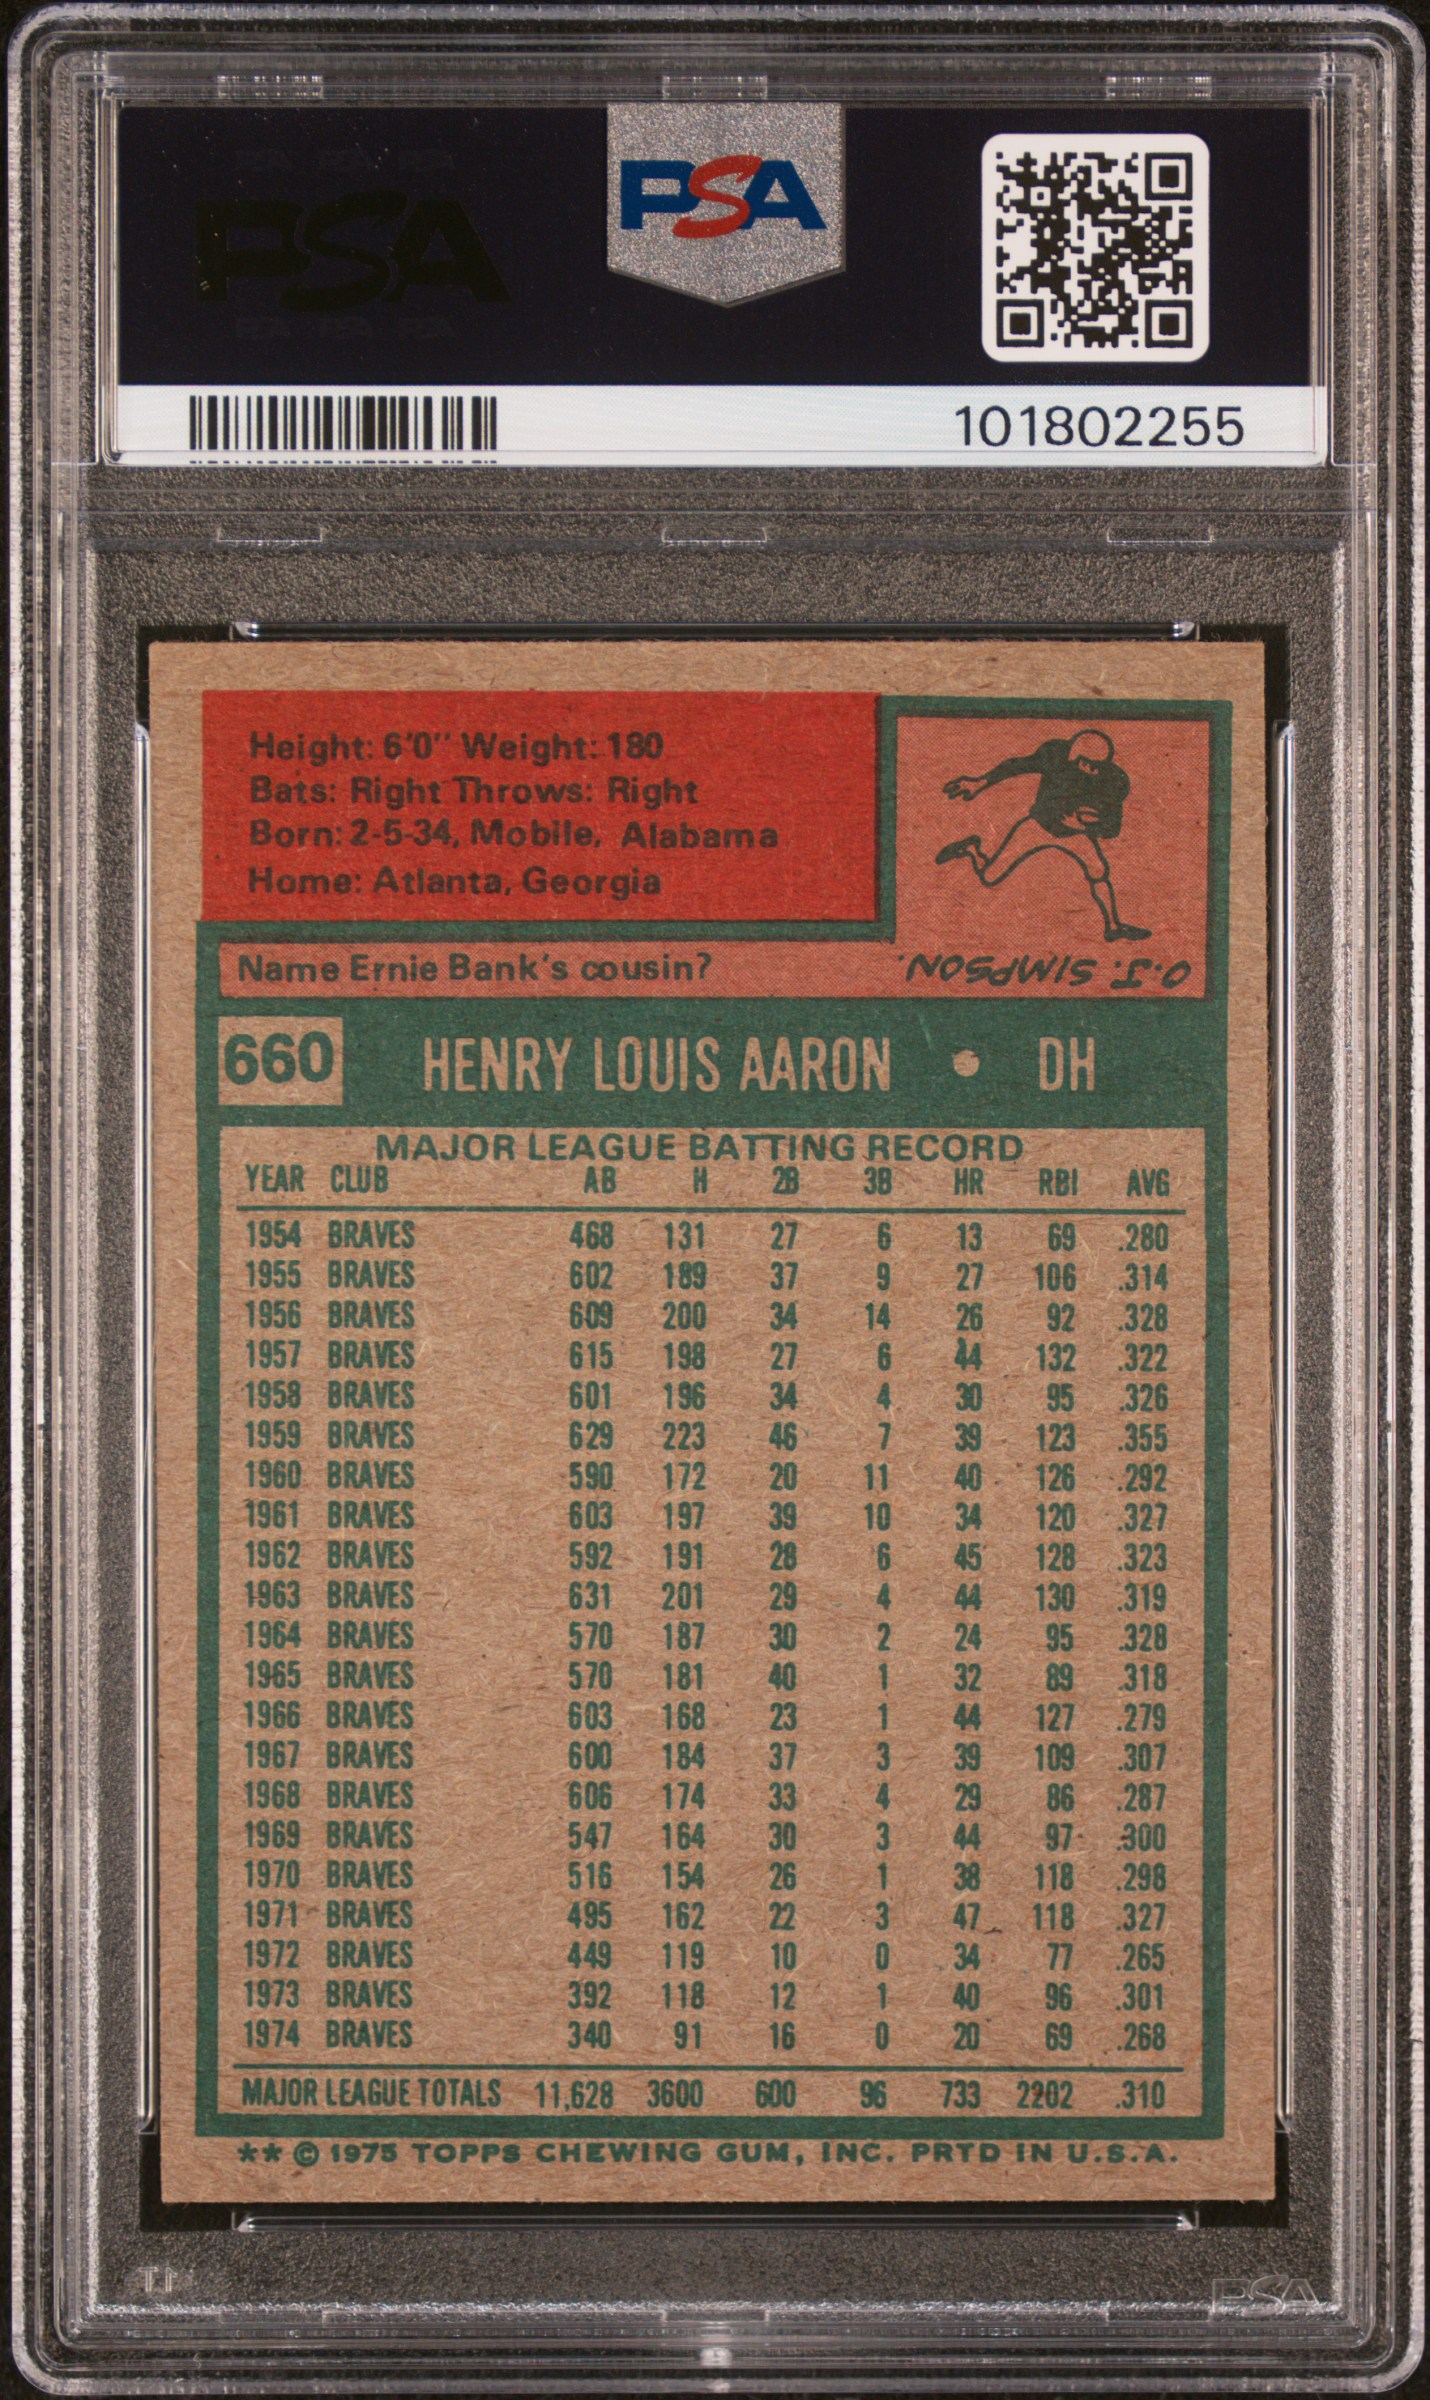 PSA
PSA
101802255
Height: 6'0" Weight: 180
Bats: Right Throws: Right
Born: 2-5-34, Mobile, Alabama
Home: Atlanta, Georgia
Name Ernie Bank's cousin?
O.J. SIMPSON.
660 HENRY LOUIS AARON • DH
MAJOR LEAGUE BATTING RECORD
YEAR CLUB AB H 2B 3B HR RBI AVG
1954 BRAVES 468 131 27 6 13 69 .280
1955 BRAVES 602 189 37 9 27 106 .314
1956 BRAVES 609 200 34 14 26 92 .328
1957 BRAVES 615 198 27 6 44 132 .322
1958 BRAVES 601 196 34 4 30 95 .326
1959 BRAVES 629 223 46 7 39 123 .355
1960 BRAVES 590 172 20 11 40 126 .292
1961 BRAVES 603 197 39 10 34 120 .327
1962 BRAVES 592 191 28 6 45 128 .323
1963 BRAVES 631 201 29 4 44 130 .319
1964 BRAVES 570 187 30 2 24 95 .328
1965 BRAVES 570 181 40 1 32 89 .318
1966 BRAVES 603 168 23 1 44 127 .279
1967 BRAVES 600 184 37 3 39 109 .307
1968 BRAVES 606 174 33 4 29 86 .287
1969 BRAVES 547 164 30 3 44 97 .300
1970 BRAVES 516 154 26 1 38 118 .298
1971 BRAVES 495 162 22 3 47 118 .327
1972 BRAVES 449 119 10 0 34 77 .265
1973 BRAVES 392 118 12 1 40 96 .301
1974 BRAVES 340 91 16 0 20 69 .268
MAJOR LEAGUE TOTALS 11,628 3600 600 96 733 2202 .310
** © 1975 TOPPS CHEWING GUM, INC. PRTD IN U.S.A.
PSA